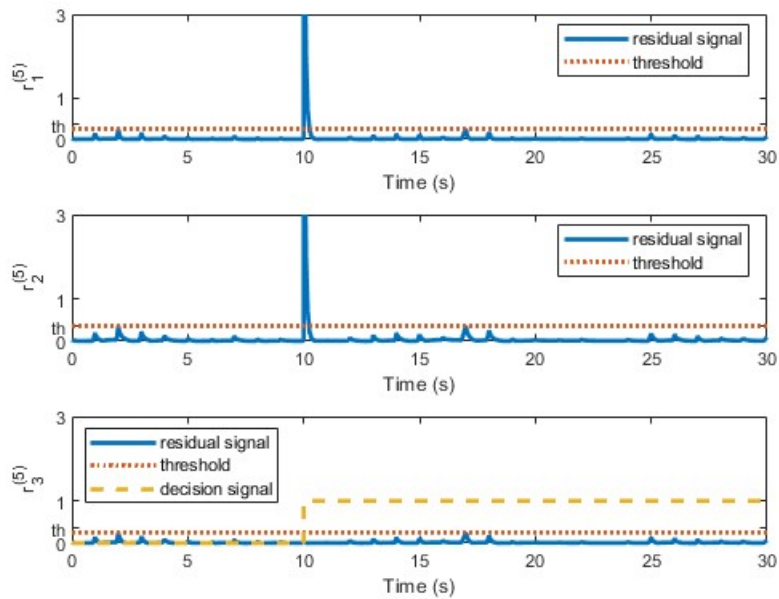 3
residual signal
threshold
1
th
0
r1(5)
0 5 10 15 20 25 30
Time (s)
3
residual signal
threshold
1
th
0
r2(5)
0 5 10 15 20 25 30
Time (s)
3
residual signal
threshold
decision signal
1
th
0
r3(5)
0 5 10 15 20 25 30
Time (s)